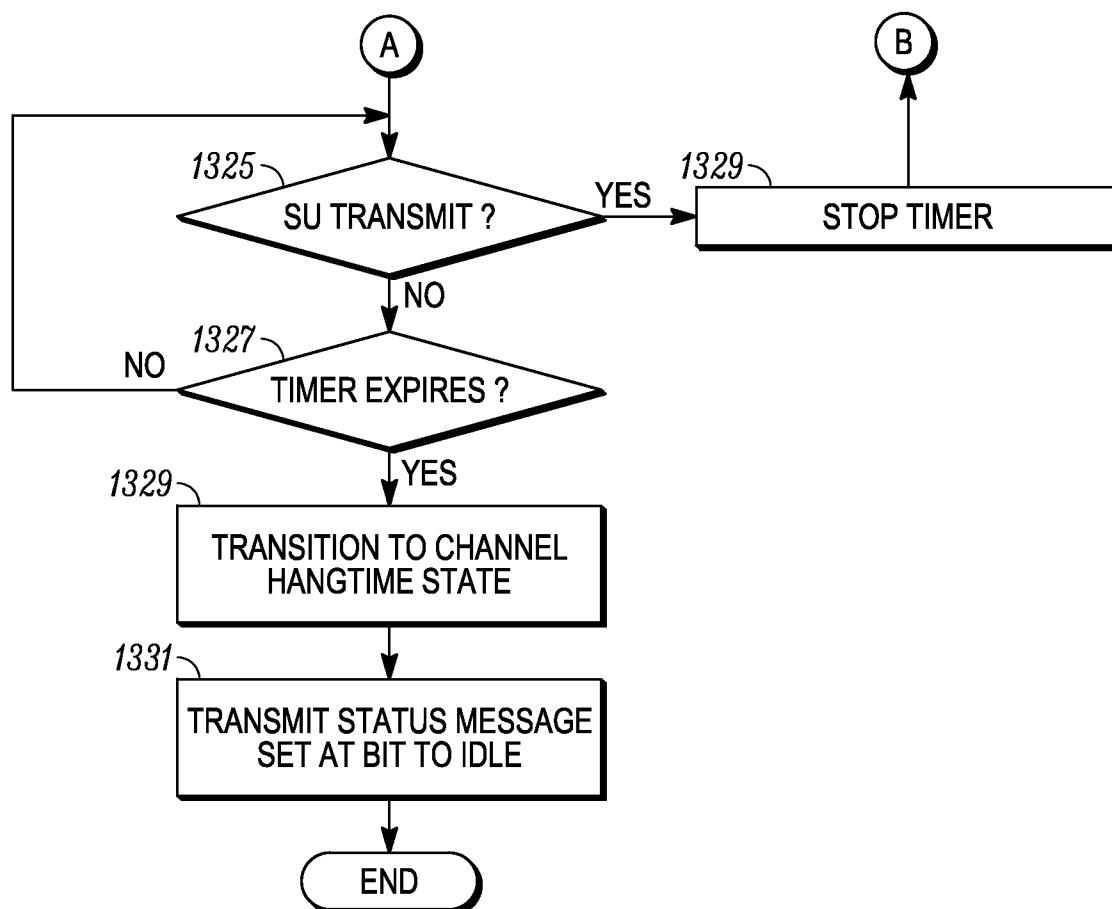 A
B
1325
SU TRANSMIT ?
YES
1329
STOP TIMER
NO
1327
NO
TIMER EXPIRES ?
YES
1329
TRANSITION TO CHANNEL
HANGTIME STATE
1331
TRANSMIT STATUS MESSAGE
SET AT BIT TO IDLE
END